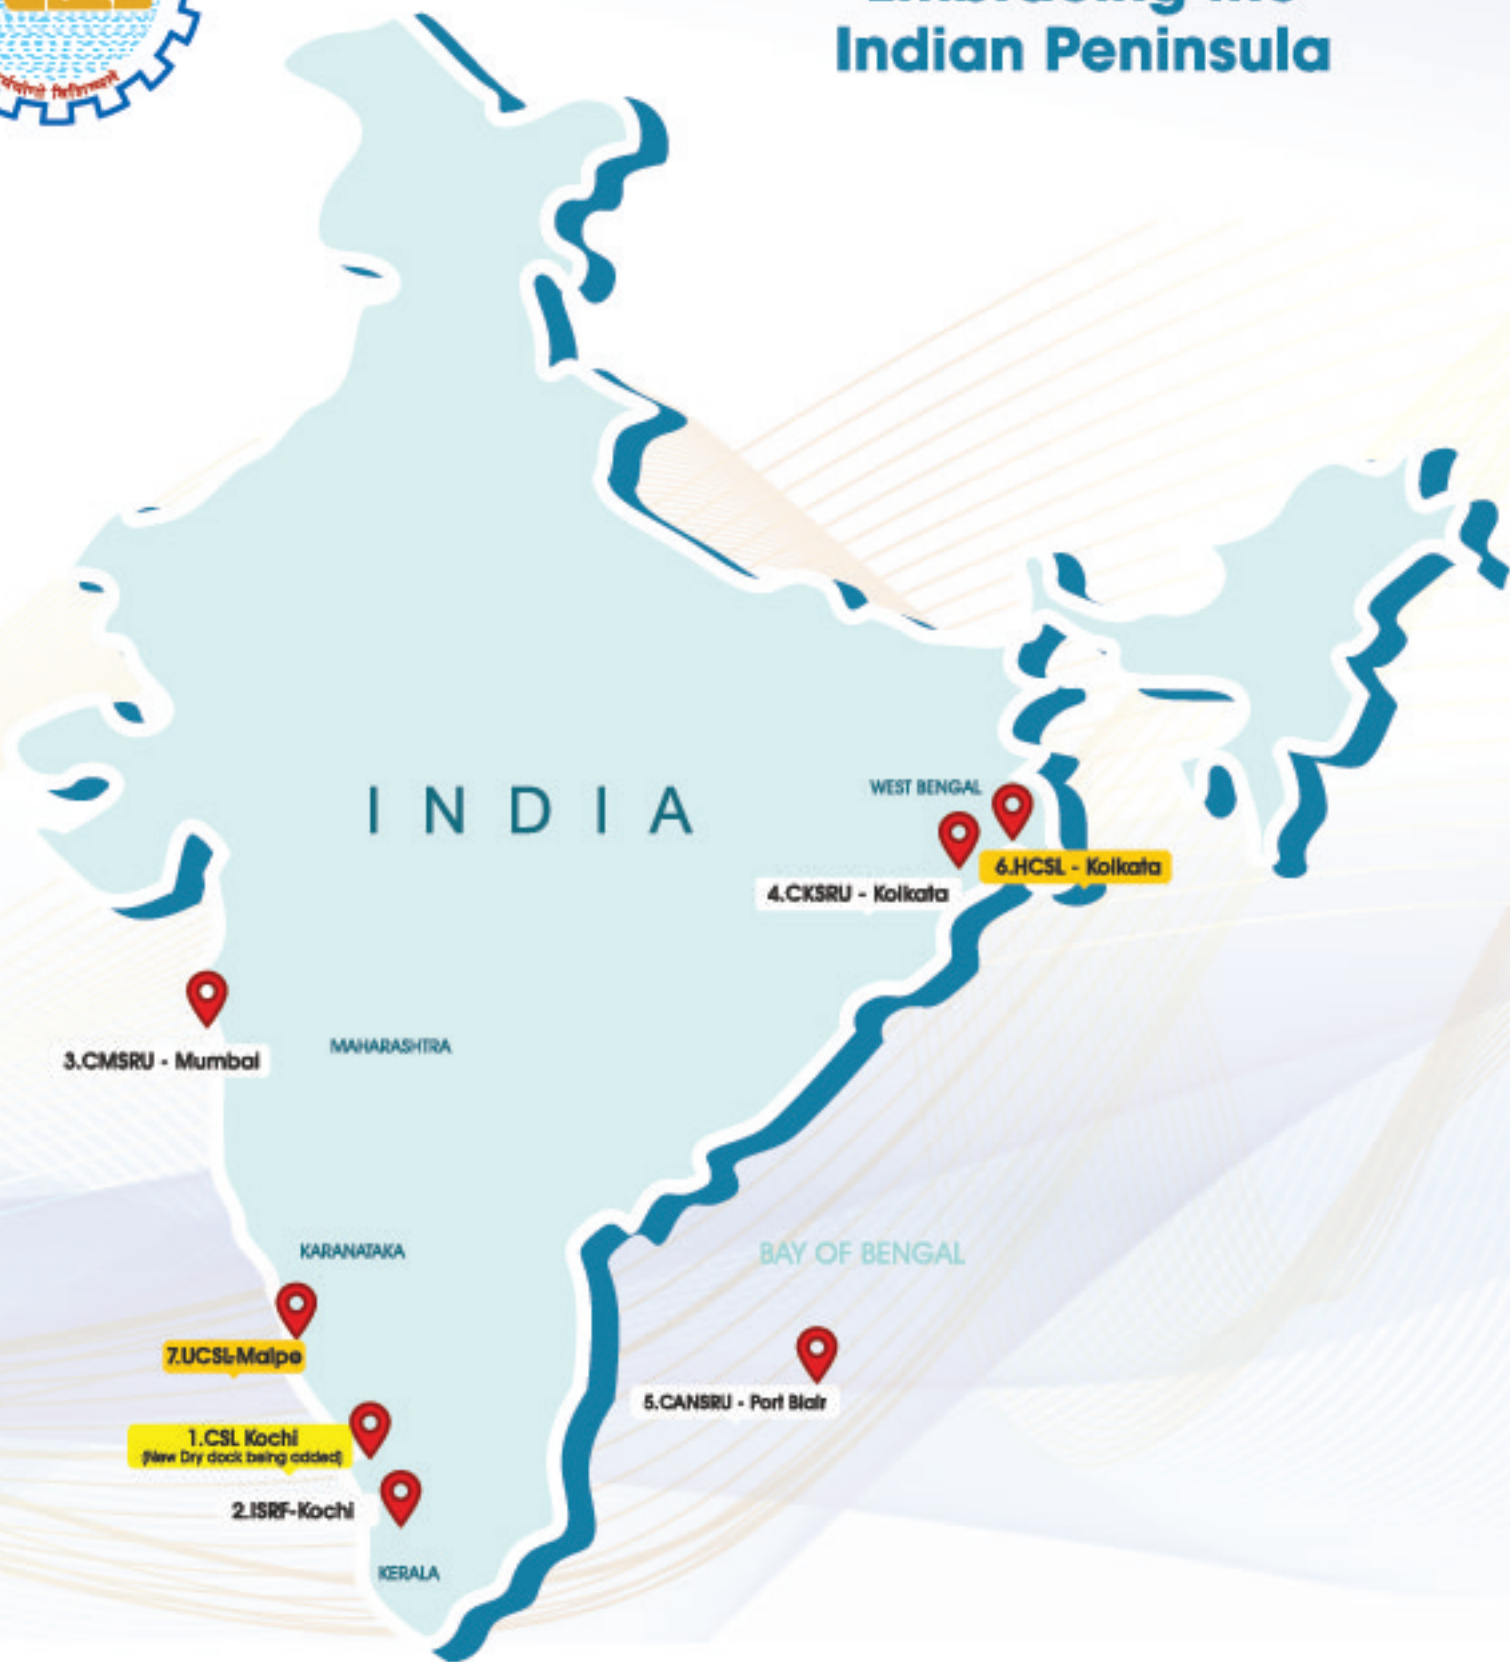 Embracing the
Indian Peninsula
INDIA
WEST BENGAL
6.HCSL - Kolkata
4.CKSRU - Kolkata
3.CMSRU - Mumbai
MAHARASHTRA
KARANATAKA
BAY OF BENGAL
7.UCSL-Malpe
5.CANSRU - Port Blair
1.CSL Kochi
(New Dry dock being added)
2.ISRF-Kochi
KERALA